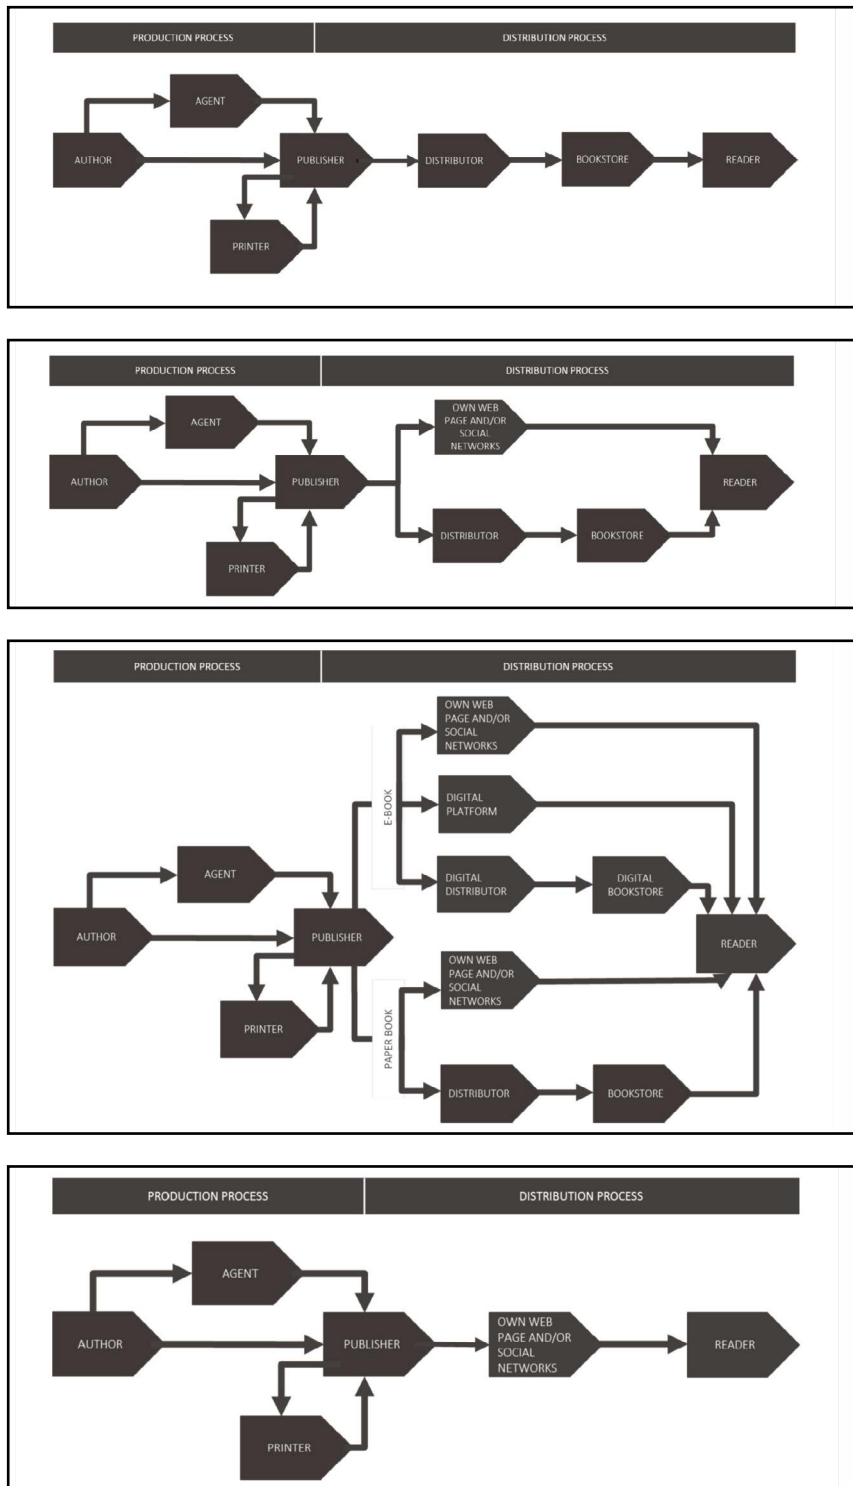 PRODUCTION PROCESS
DISTRIBUTION PROCESS
AGENT
AUTHOR
PUBLISHER
DISTRIBUTOR
BOOKSTORE
READER
PRINTER
PRODUCTION PROCESS
DISTRIBUTION PROCESS
AGENT
OWN WEB
PAGE AND/OR
SOCIAL
NETWORKS
AUTHOR
PUBLISHER
READER
DISTRIBUTOR
BOOKSTORE
PRINTER
PRODUCTION PROCESS
DISTRIBUTION PROCESS
OWN WEB
PAGE AND/OR
SOCIAL
NETWORKS
E-BOOK
DIGITAL
PLATFORM
AGENT
DIGITAL
DISTRIBUTOR
DIGITAL
BOOKSTORE
AUTHOR
PUBLISHER
READER
OWN WEB
PAGE AND/OR
SOCIAL
NETWORKS
PRINTER
PAPER BOOK
DISTRIBUTOR
BOOKSTORE
PRODUCTION PROCESS
DISTRIBUTION PROCESS
AGENT
AUTHOR
PUBLISHER
OWN WEB
PAGE AND/OR
SOCIAL
NETWORKS
READER
PRINTER